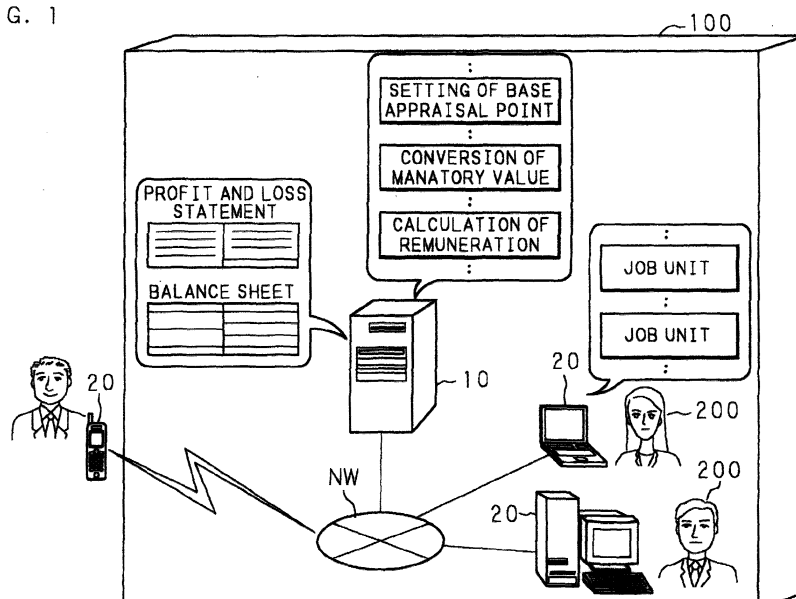 G. 1
100
:
SETTING OF BASE
APPRAISAL POINT
:
CONVERSION OF
MANATORY VALUE
:
CALCULATION OF
REMUNERATION
:
PROFIT AND LOSS
STATEMENT
BALANCE SHEET
:
JOB UNIT
:
JOB UNIT
:
10
20
20
200
NW
20
200